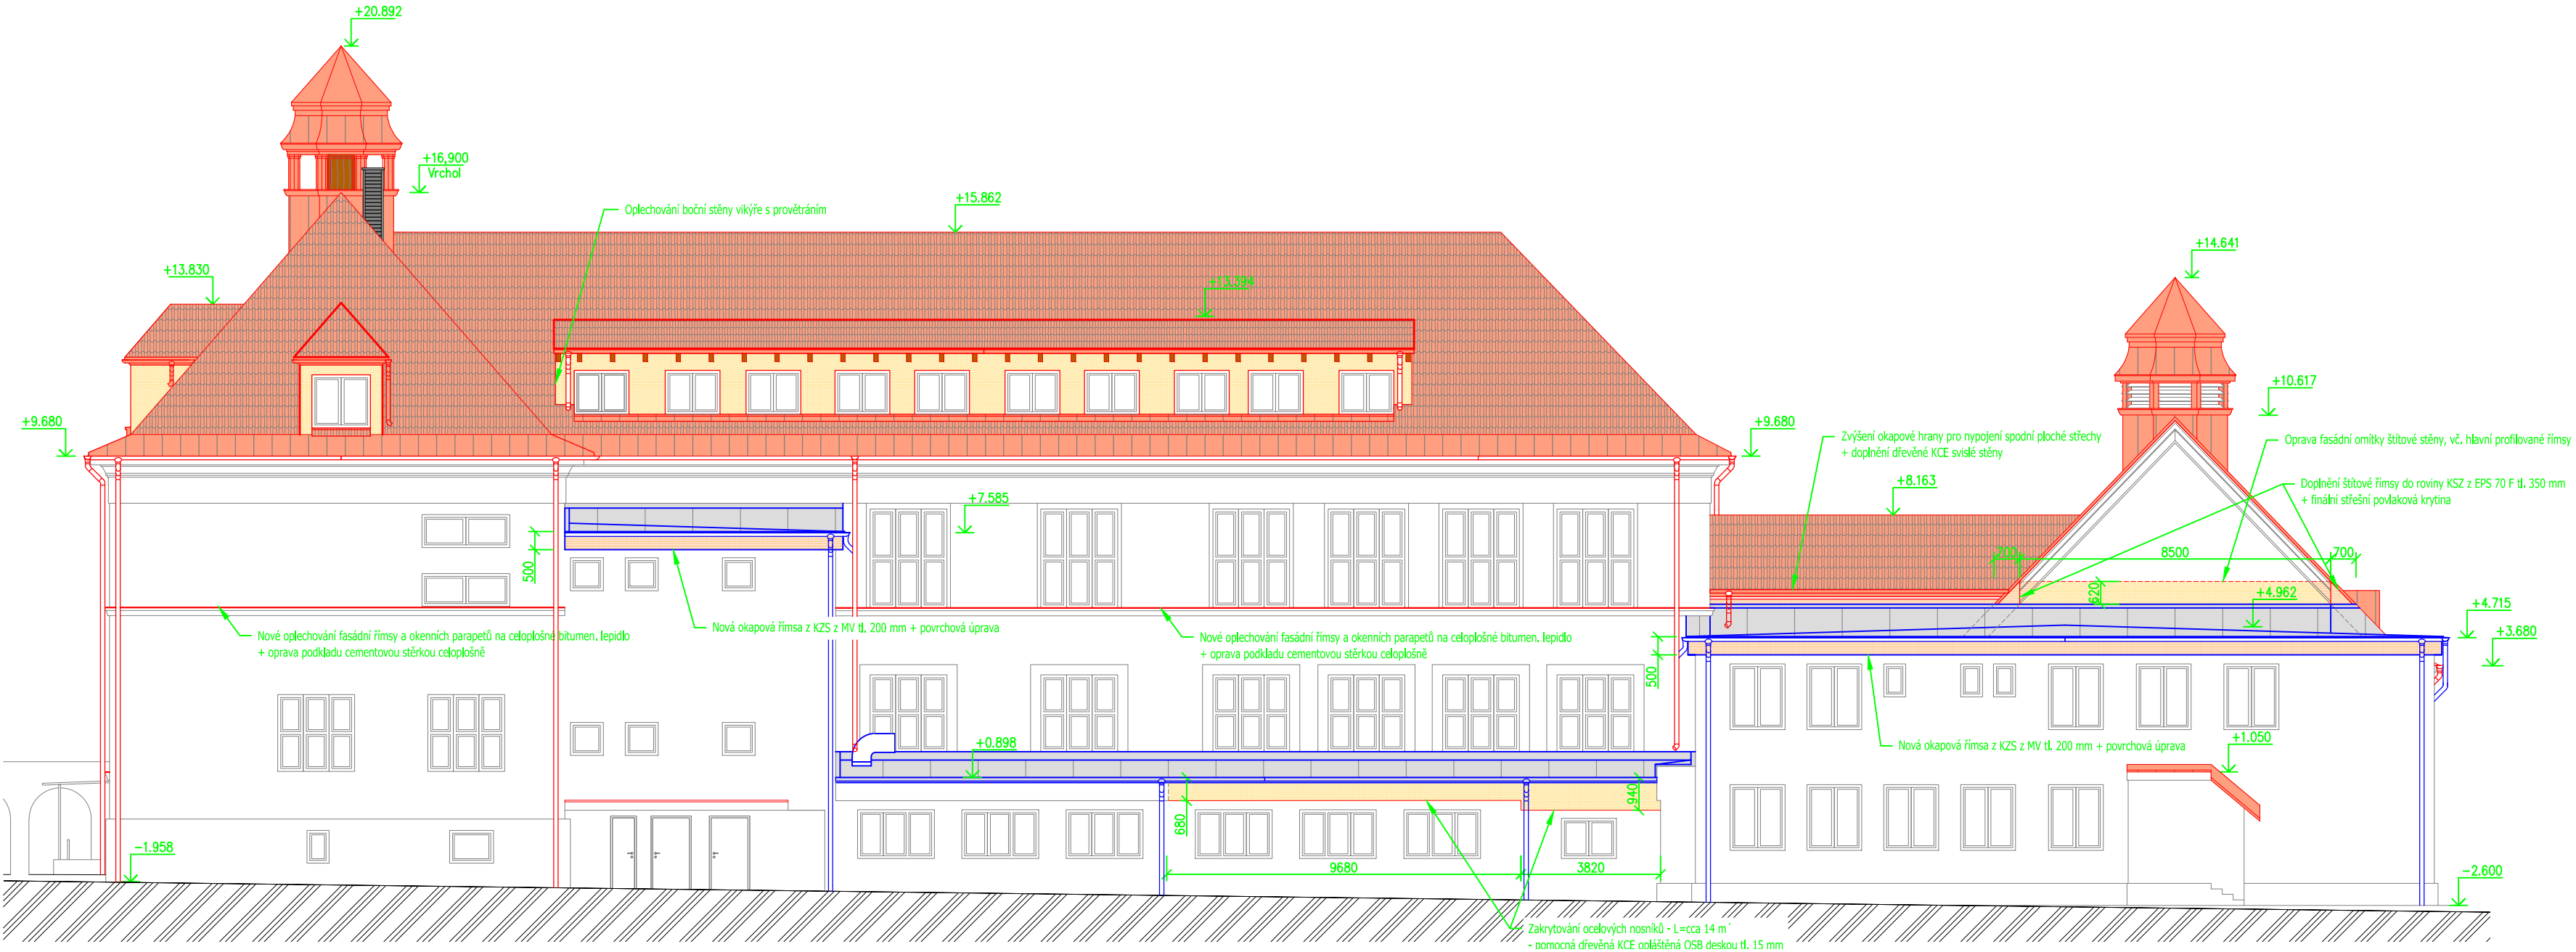 +20.892
+16,900
Vrchol
Oplechování boční stěny vikýře s provětráním
+15.862
+14.641
+13.830
+13.394
+10.617
+9.680
+9.680
Zvýšení okapové hrany pro nypojení spodní ploché střechy
+ doplnění dřevěné KCE svislé stěny
Oprava fasádní omítky štítové stěny, vč. hlavní profilované římsy
+8.163
Doplnění štítové římsy do roviny KSZ z EPS 70 F tl. 350 mm
+ finální střešní povlaková krytina
+7.585
500
700
8500
700
620
+4.962
+4.715
+3.680
Nové oplechování fasádní římsy a okenních parapetů na celoplošné bitumen. lepidlo
+ oprava podkladu cementovou stěrkou celoplošně
Nová okapová římsa z KZS z MV tl. 200 mm + povrchová úprava
Nové oplechování fasádní římsy a okenních parapetů na celoplošné bitumen. lepidlo
+ oprava podkladu cementovou stěrkou celoplošně
500
Nová okapová římsa z KZS z MV tl. 200 mm + povrchová úprava
+1.050
+0.898
680
940
9680
3820
-1.958
-2.600
Zakrytování ocelových nosníků - L=cca 14 m
- pomocná dřevěná KCE opláštěná OSB deskou tl. 15 mm